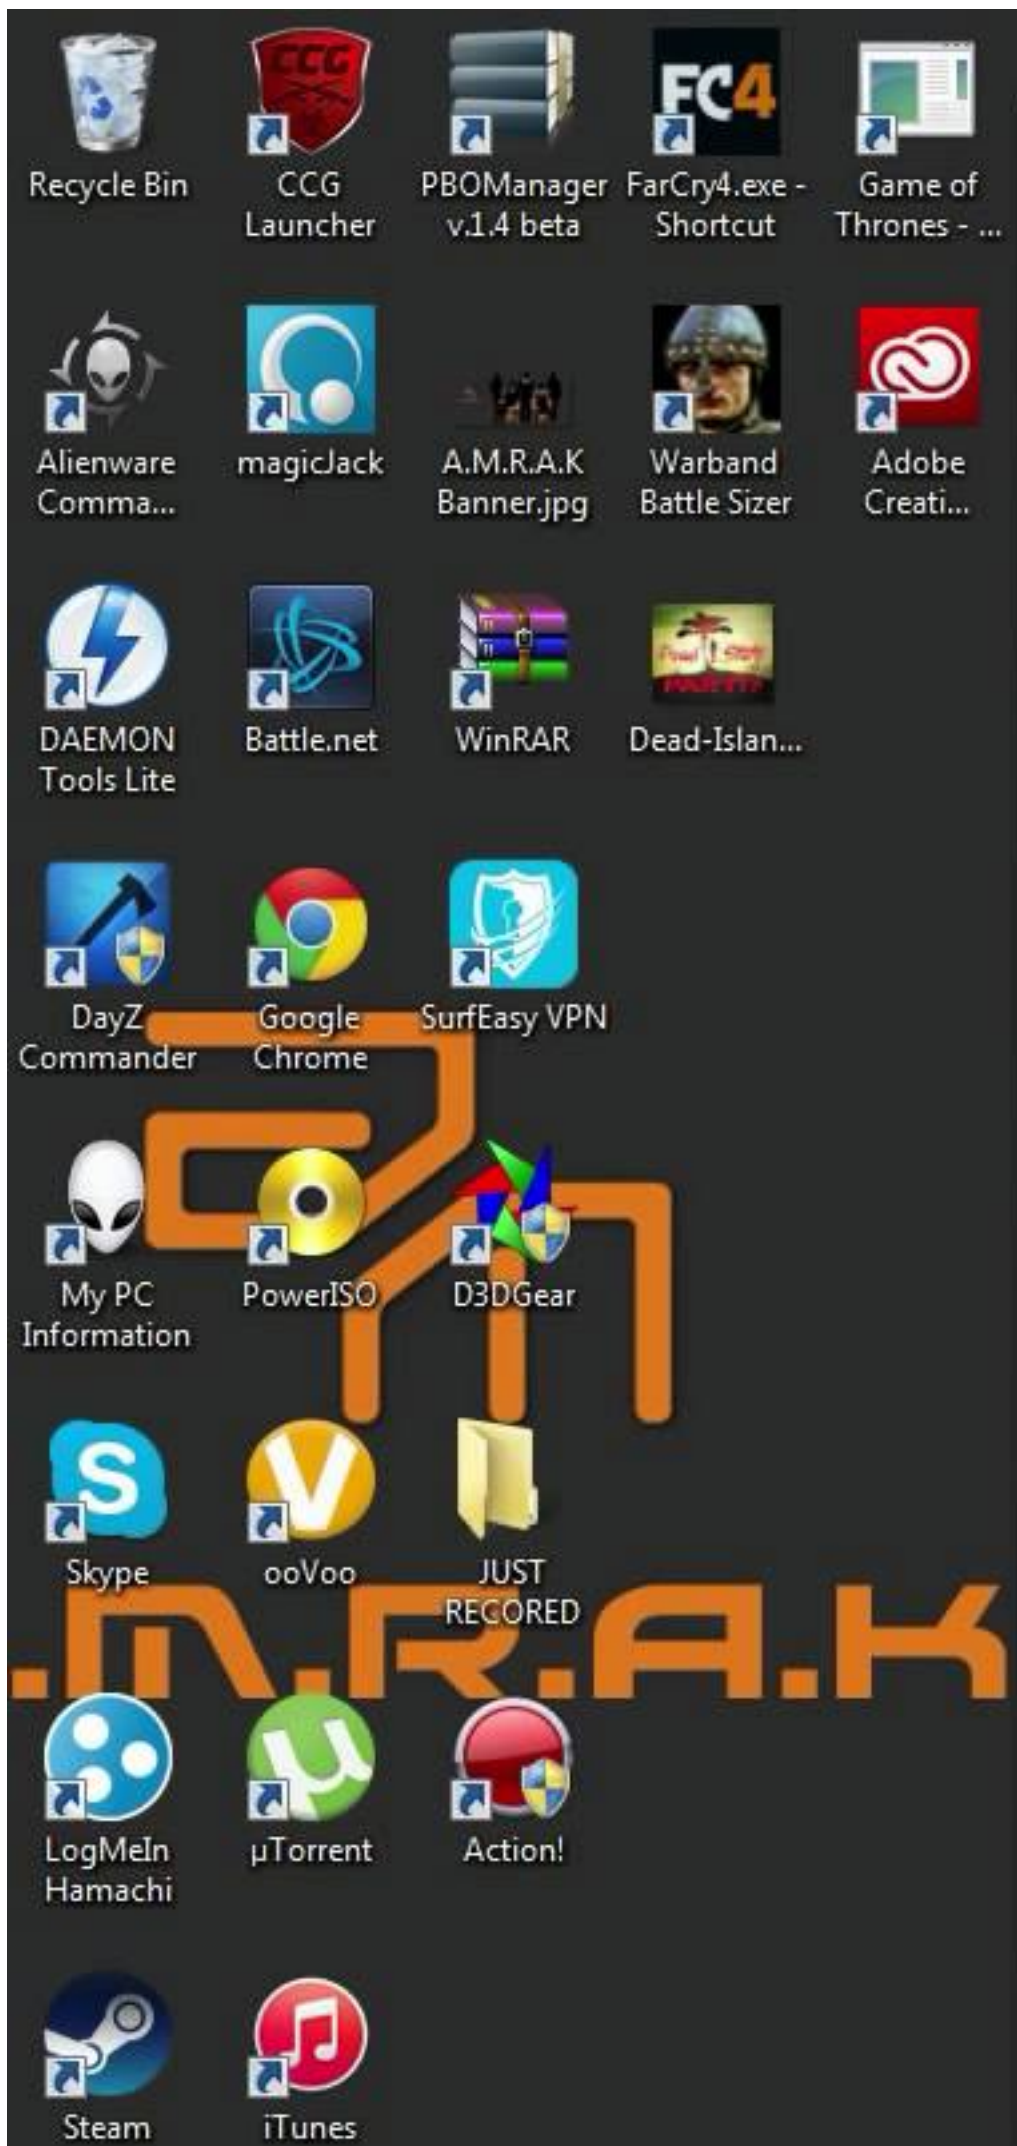 CCG
FC4
Recycle Bin
CCG
Launcher
PBOManager
v.1.4 beta
FarCry4.exe -
Shortcut
Game of
Thrones - ...
Alienware
Comma...
magicJack
A.M.R.A.K
Banner.jpg
Warband
Battle Sizer
Adobe
Creati...
DAEMON
Tools Lite
Battle.net
WinRAR
Dead-Islan...
DayZ
Commander
Google
Chrome
SurfEasy VPN
My PC
Information
PowerISO
D3DGear
S
V
Skype
ooVoo
JUST
RECORED
.M.R.A.K
µ
LogMeIn
Hamachi
µTorrent
Action!
Steam
iTunes